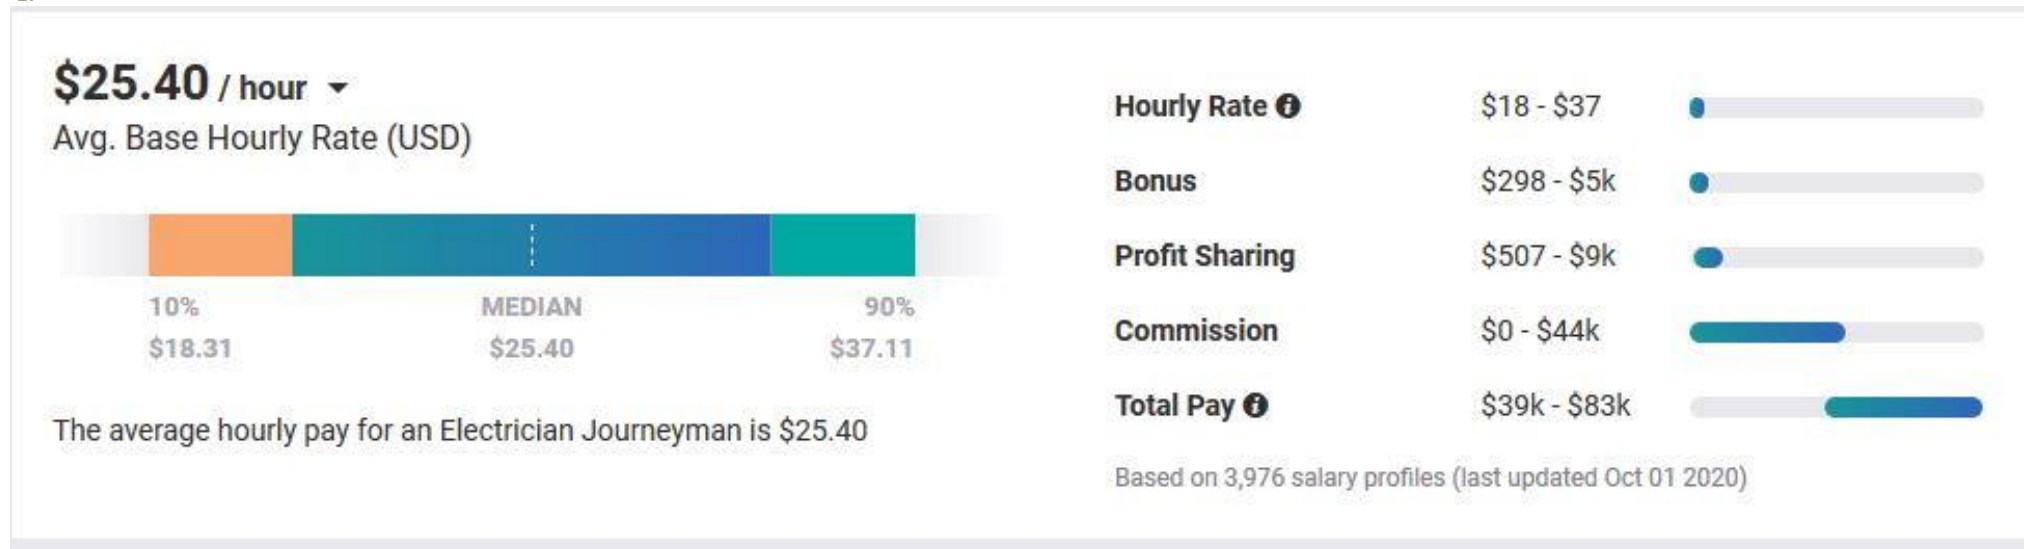 $25.40 / hour
Avg. Base Hourly Rate (USD)
10% MEDIAN 90%
$18.31 $25.40 $37.11
The average hourly pay for an Electrician Journeyman is $25.40
Hourly Rate $18 - $37
Bonus $298 - $5k
Profit Sharing $507 - $9k
Commission $0 - $44k
Total Pay $39k - $83k
Based on 3,976 salary profiles (last updated Oct 01 2020)